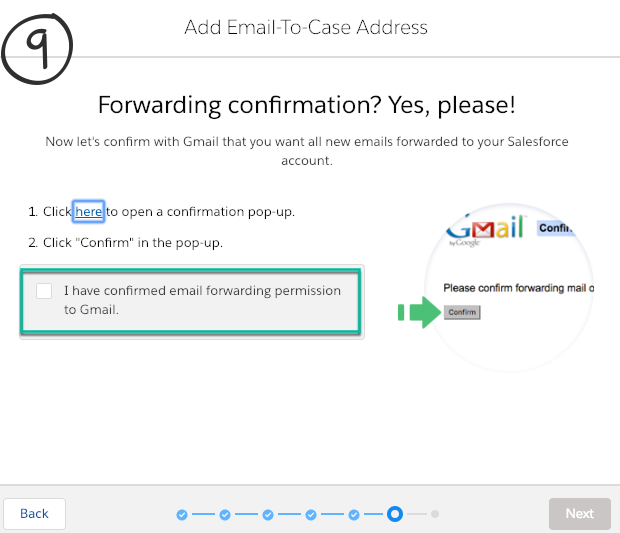 9
Add Email-To-Case Address
Forwarding confirmation? Yes, please!
Now let's confirm with Gmail that you want all new emails forwarded to your Salesforce
account.
1. Click here to open a confirmation pop-up.
2. Click "Confirm" in the pop-up.
I have confirmed email forwarding permission
to Gmail.
Gmail
by Google
Confir
Please confirm forwarding mail o
Confirm
Back
Next